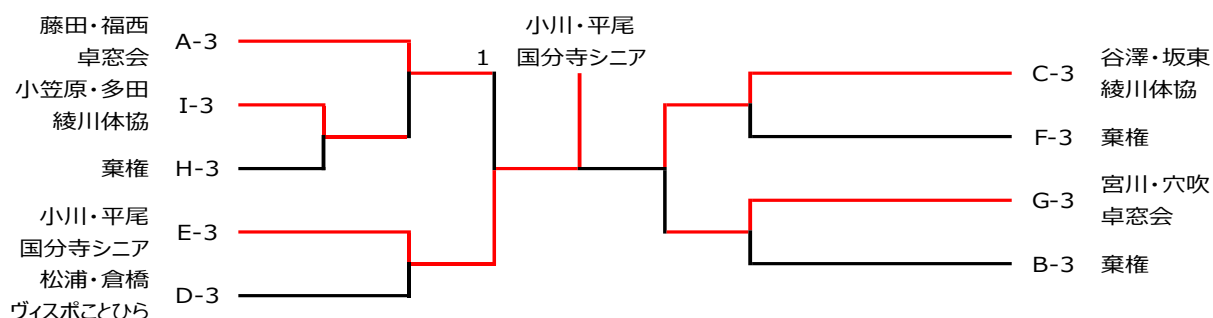 藤田・福西
卓窓会
A-3
小笠原・多田
綾川体協
I-3
棄権
H-3
小川・平尾
国分寺シニア
E-3
松浦・倉橋
ヴィスポことひら
D-3
1
小川・平尾
国分寺シニア
C-3
谷澤・坂東
綾川体協
F-3
棄権
G-3
宮川・穴吹
卓窓会
B-3
棄権